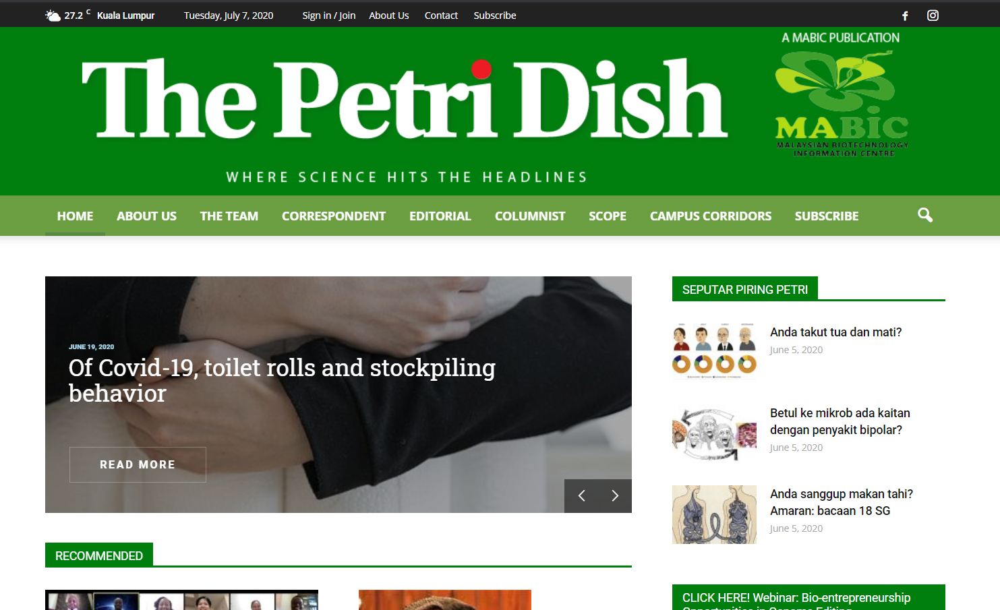 27.2 C Kuala Lumpur Tuesday, July 7, 2020 Sign in / Join About Us Contact Subscribe
A MABIC PUBLICATION
The Petri Dish
MABIC
MALAYSIAN BIOTECHNOLOGY
INFORMATION CENTRE
WHERE SCIENCE HITS THE HEADLINES
HOME ABOUT US THE TEAM CORRESPONDENT EDITORIAL COLUMNIST SCOPE CAMPUS CORRIDORS SUBSCRIBE
JUNE 19, 2020
Of Covid-19, toilet rolls and stockpiling
behavior
READ MORE
RECOMMENDED
SEPUTAR PIRING PETRI
Anda takut tua dan mati?
June 5, 2020
Betul ke mikrob ada kaitan
dengan penyakit bipolar?
June 5, 2020
Anda sanggup makan tahi?
Amaran: bacaan 18 SG
June 5, 2020
CLICK HERE! Webinar: Bio-entrepreneurship
Opportunities in Genome Editing